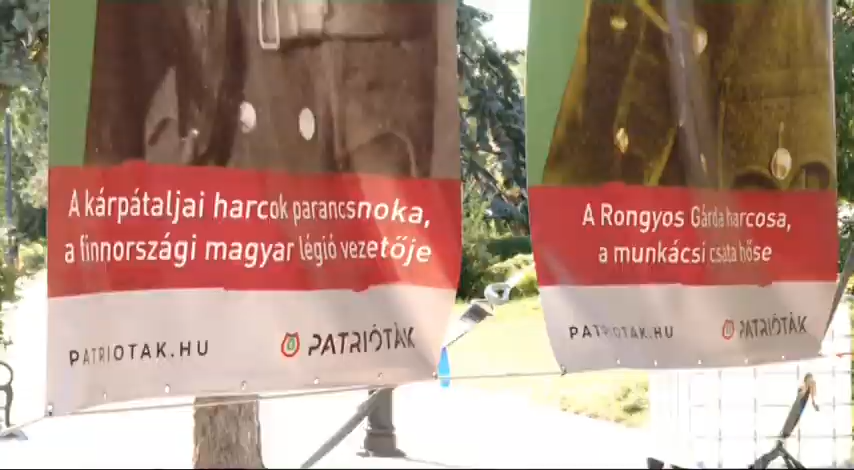 A kárpátaljai harcok parancsnoka,
a finnországi magyar légió vezetője
PATRIOTAK.HU
PATRIÓTÁK
A Rongyos Gárda harcosa,
a munkácsi csata hőse
PATRIOTAK.HU
PATRIÓTÁK